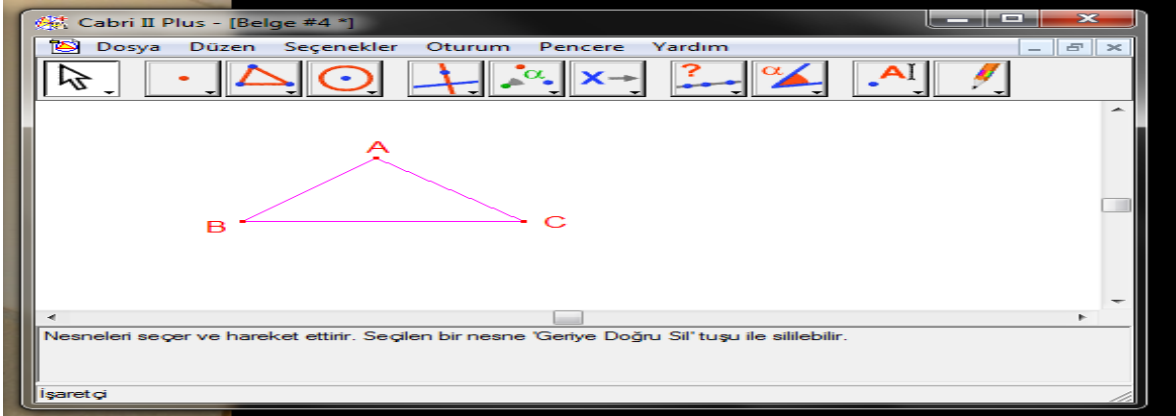 Cabri II Plus - [Belge #4 *]
Dosya Düzen Seçenekler Oturum Pencere Yardım
? α α X A
A
B C
Nesneleri seçer ve hareket ettirir. Seçilen bir nesne 'Geriye Doğru Sil' tuşu ile sililebilir.
İşaretçi